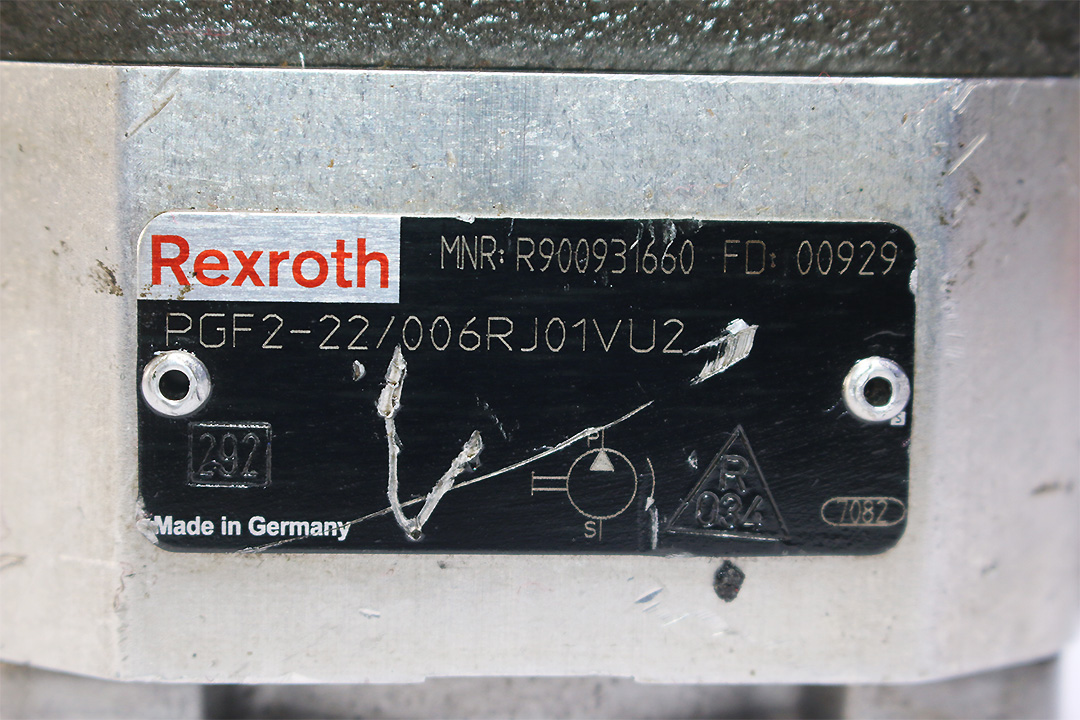 Rexroth MNR: R900931660 FD: 00929
PGF2-22/006RJ01VU2
292
P
S
R
034
7082
Made in Germany